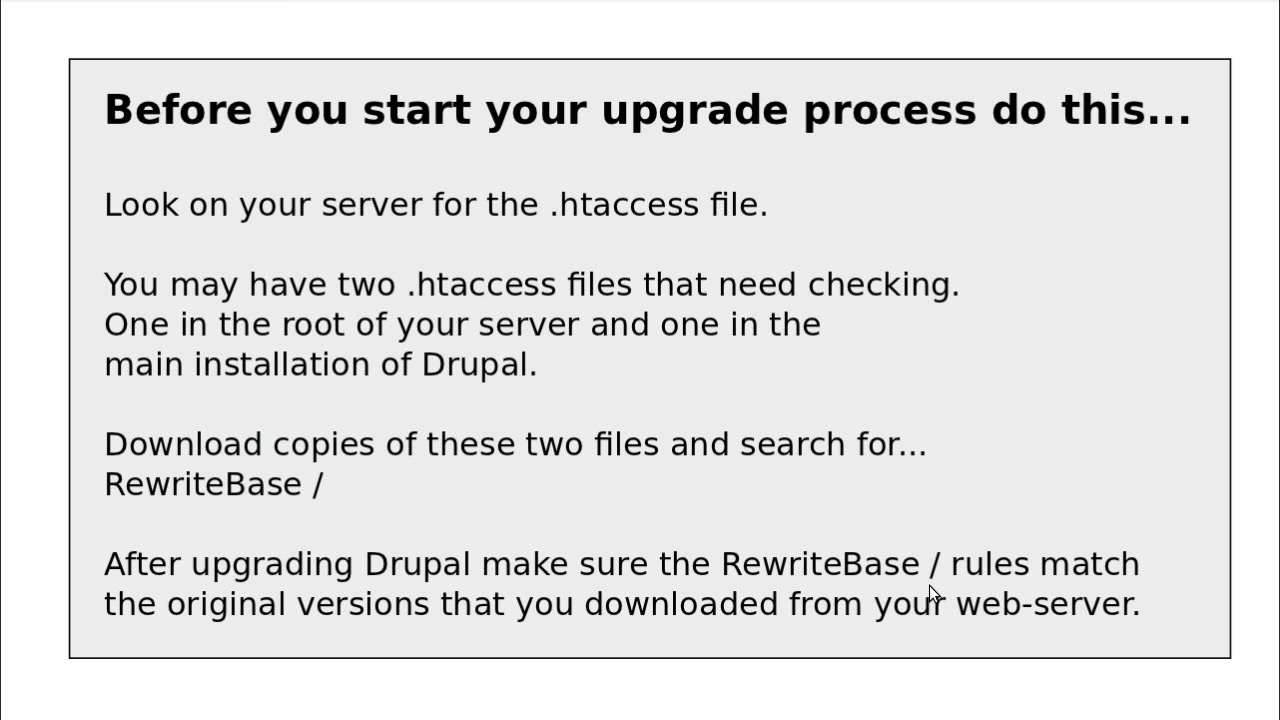 Before you start your upgrade process do this...
Look on your server for the .htaccess file.
You may have two .htaccess files that need checking.
One in the root of your server and one in the
main installation of Drupal.
Download copies of these two files and search for...
RewriteBase /
After upgrading Drupal make sure the RewriteBase / rules match
the original versions that you downloaded from your web-server.